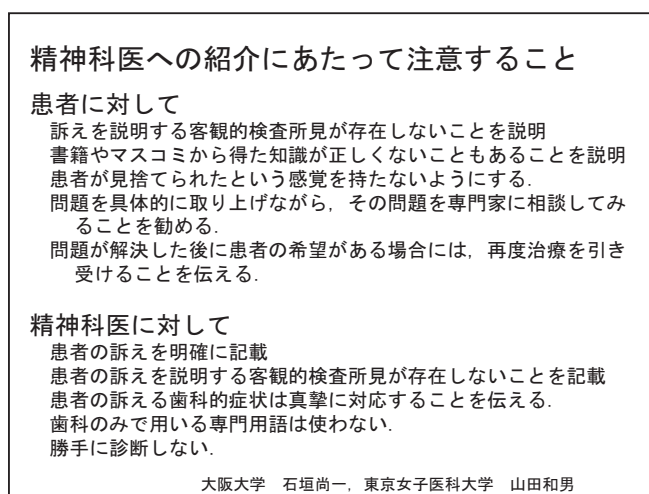 精神科医への紹介にあたって注意すること
患者に対して
訴えを説明する客観的検査所見が存在しないことを説明
書籍やマスコミから得た知識が正しくないこともあることを説明
患者が見捨てられたという感覚を持たないようにする.
問題を具体的に取り上げながら，その問題を専門家に相談してみ
ることを勧める.
問題が解決した後に患者の希望がある場合には，再度治療を引き
受けることを伝える.
精神科医に対して
患者の訴えを明確に記載
患者の訴えを説明する客観的検査所見が存在しないことを記載
患者の訴える歯科的症状は真摯に対応することを伝える.
歯科のみで用いる専門用語は使わない.
勝手に診断しない.
大阪大学　石垣尚一，東京女子医科大学　山田和男